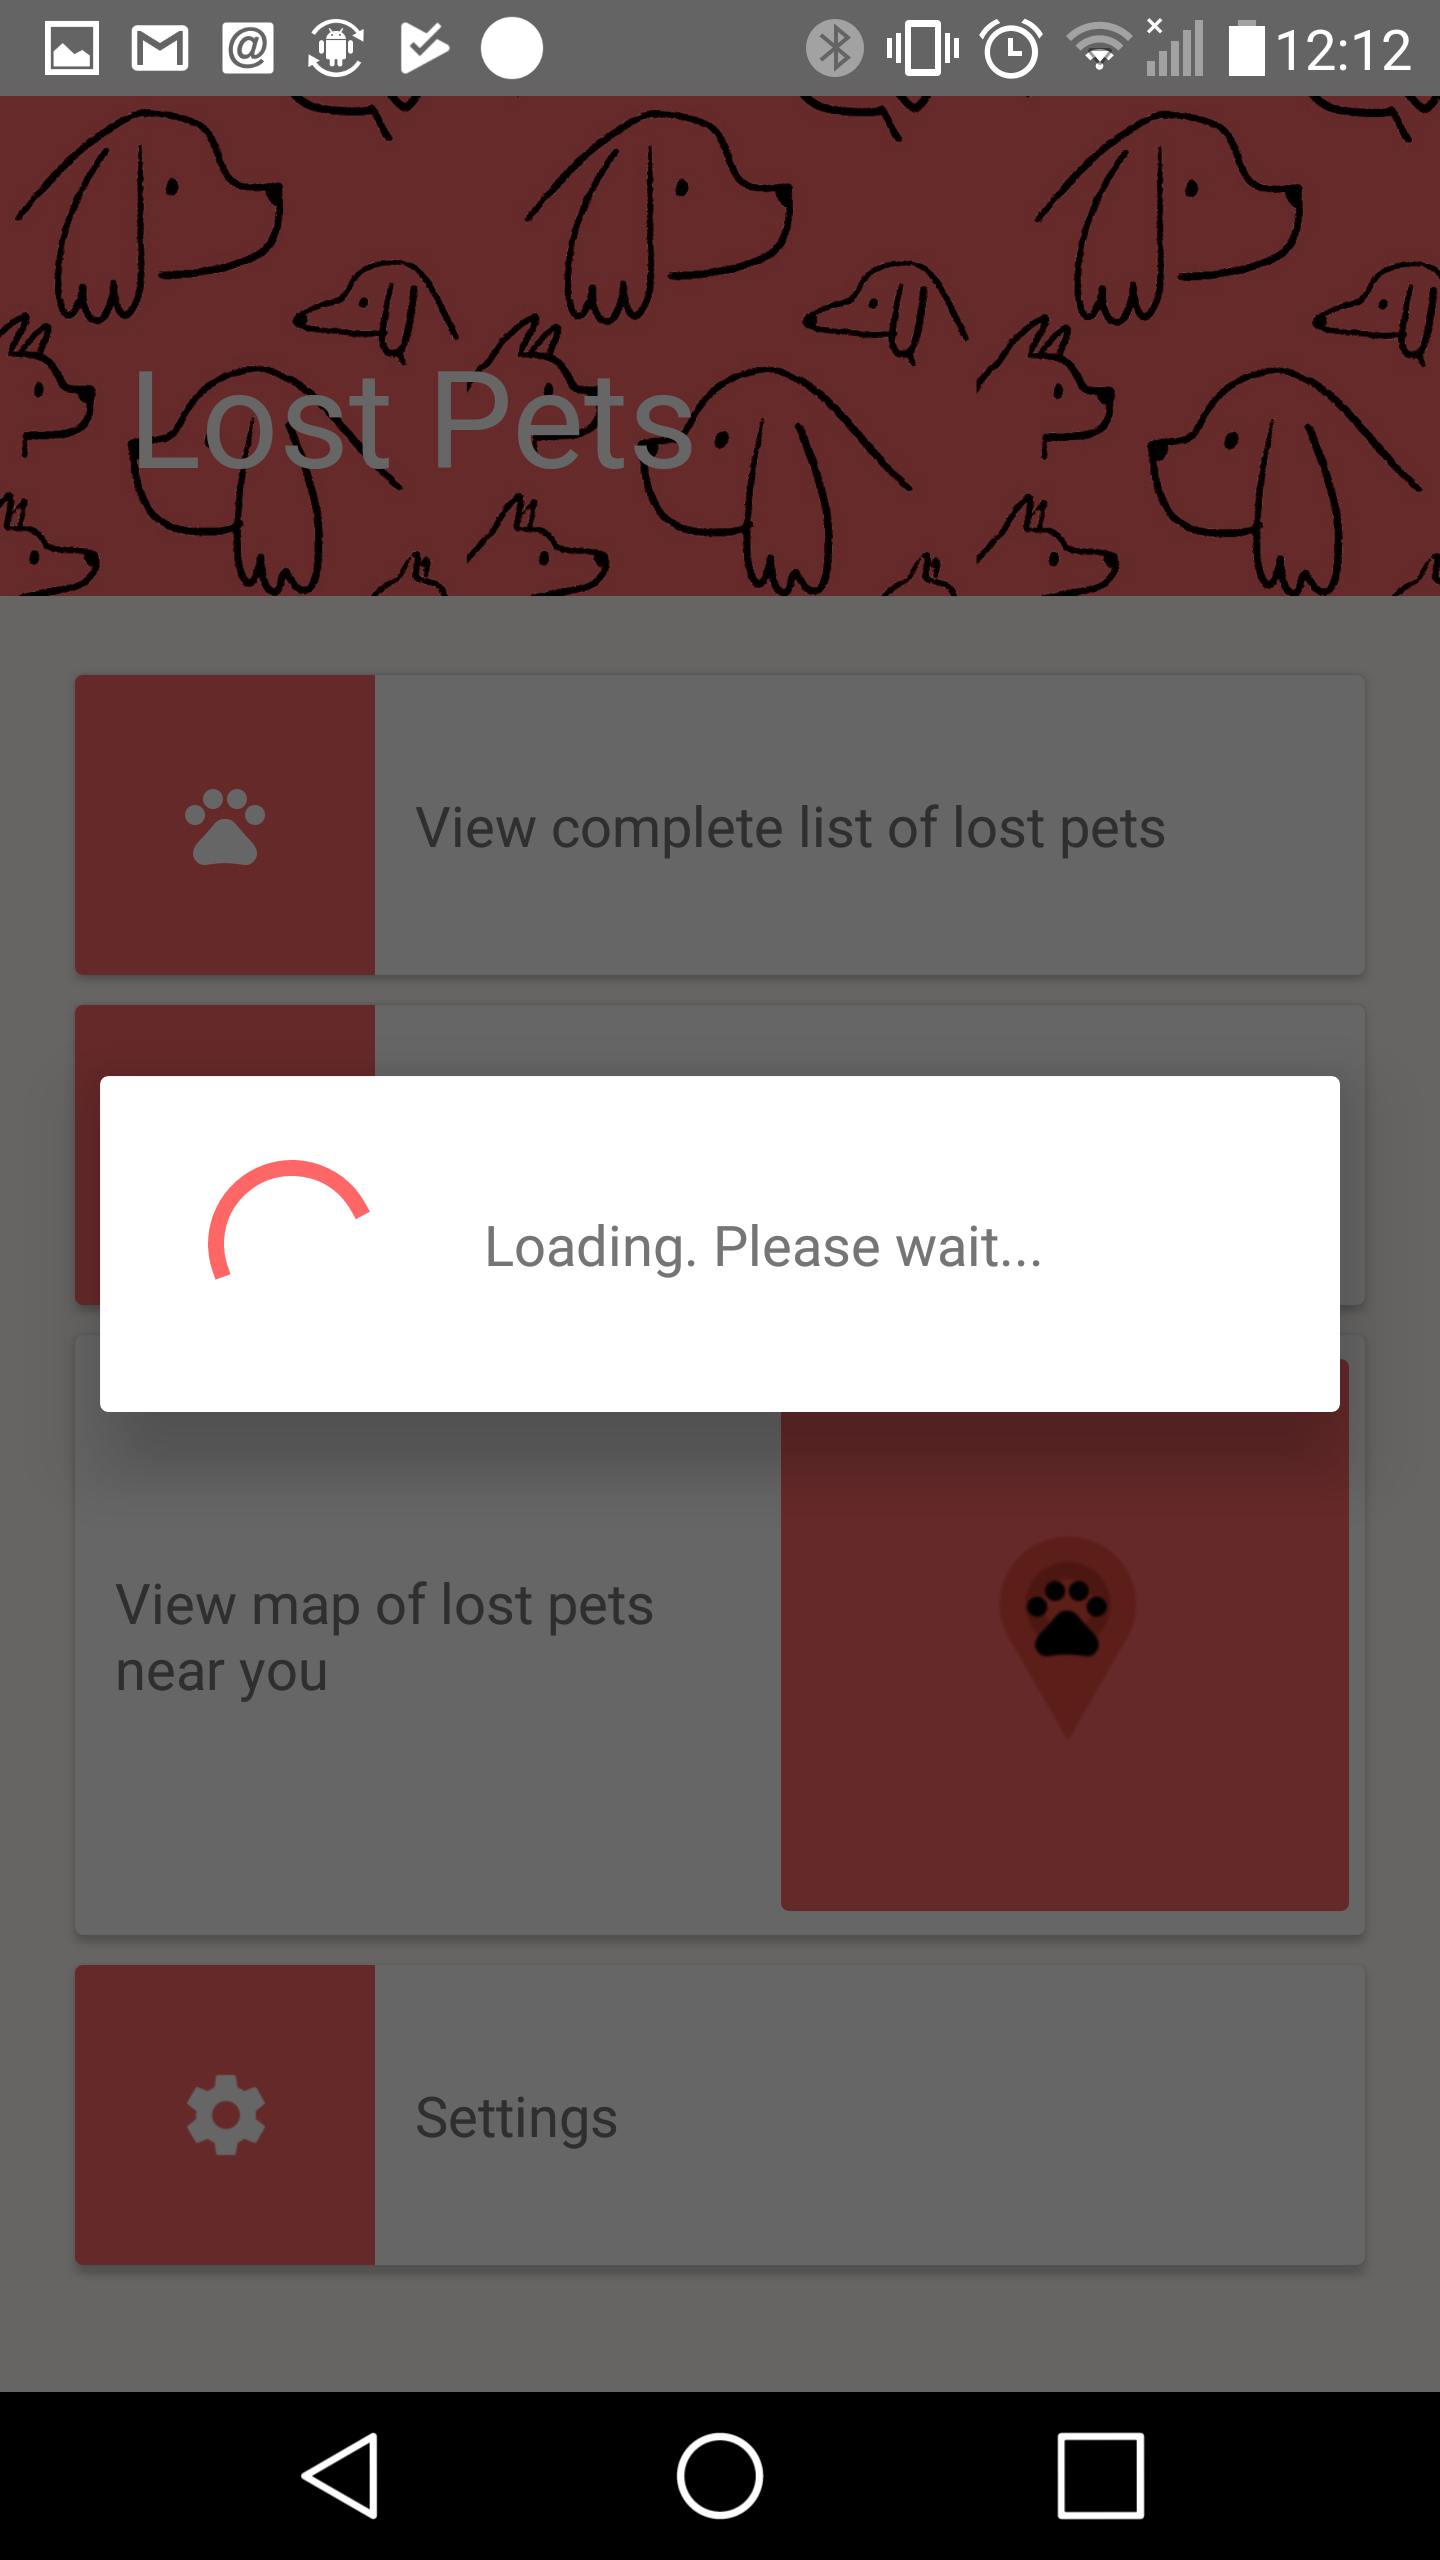 12:12
Lost Pets
View complete list of lost pets
Loading. Please wait...
View map of lost pets
near you
Settings